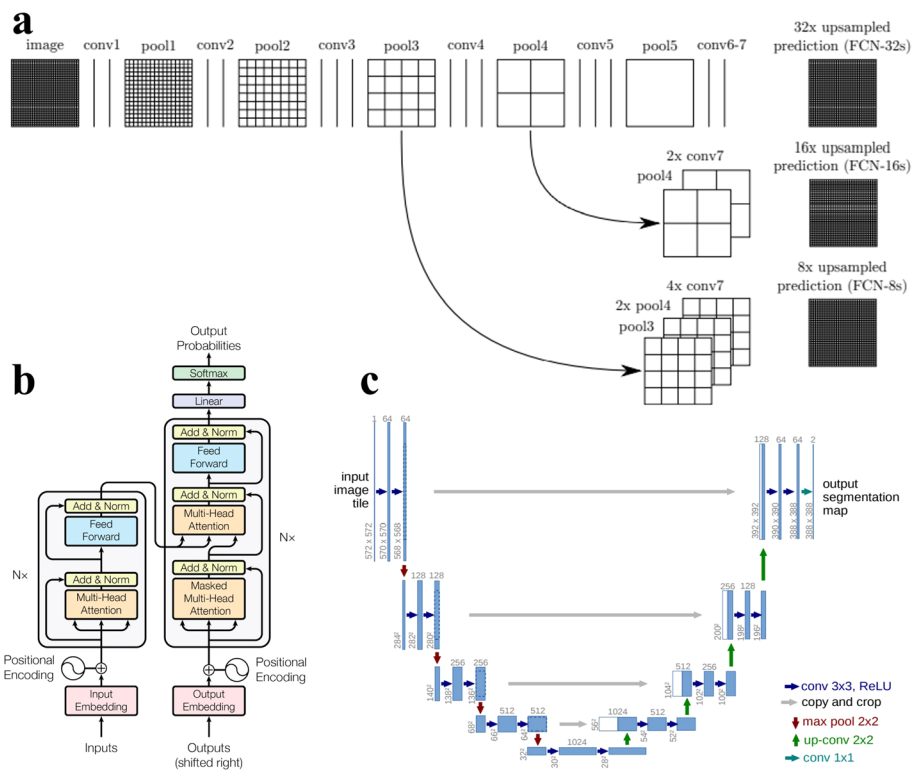 a
image conv1 pool1 conv2 pool2 conv3 pool3 conv4 pool4 conv5 pool5 conv6-7
32x upsampled
prediction (FCN-32s)
16x upsampled
prediction (FCN-16s)
2x conv7
pool4
8x upsampled
prediction (FCN-8s)
4x conv7
2x pool4
pool3
b
Output
Probabilities
Softmax
Linear
Add & Norm
Feed
Forward
Add & Norm
Multi-Head
Attention
Add & Norm
Masked
Multi-Head
Attention
Nx
Add & Norm
Feed
Forward
Add & Norm
Multi-Head
Attention
Nx
Positional
Encoding
Positional
Encoding
Input
Embedding
Output
Embedding
Inputs
Outputs
(shifted right)
c
1 64 64
input
image
tile
572 x 572
570 x 570
568 x 568
128 64 64 2
output
segmentation
map
392 x 392
390 x 390
388 x 388
388 x 388
128 128
284²
282²
280²
256 128
200²
198²
196²
256 256
140²
138²
136²
512 256
104²
102²
100²
512 512
68²
66²
64²
1024 512
56²
54²
52²
1024
32²
30²
28²
conv 3x3, ReLU
copy and crop
max pool 2x2
up-conv 2x2
conv 1x1